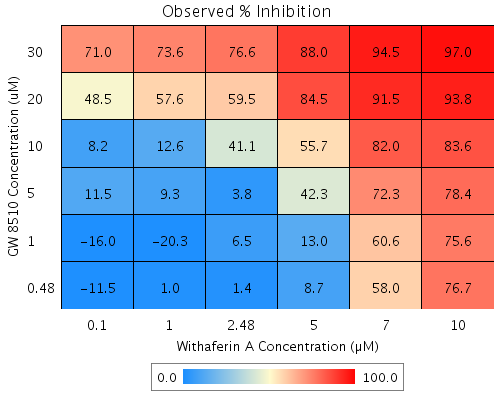 Observed % Inhibition
GW 8510 Concentration (uM)
30 71.0 73.6 76.6 88.0 94.5 97.0
20 48.5 57.6 59.5 84.5 91.5 93.8
10 8.2 12.6 41.1 55.7 82.0 83.6
5 11.5 9.3 3.8 42.3 72.3 78.4
1 −16.0 −20.3 6.5 13.0 60.6 75.6
0.48 −11.5 1.0 1.4 8.7 58.0 76.7
0.1 1 2.48 5 7 10
Withaferin A Concentration (µM)
0.0 100.0